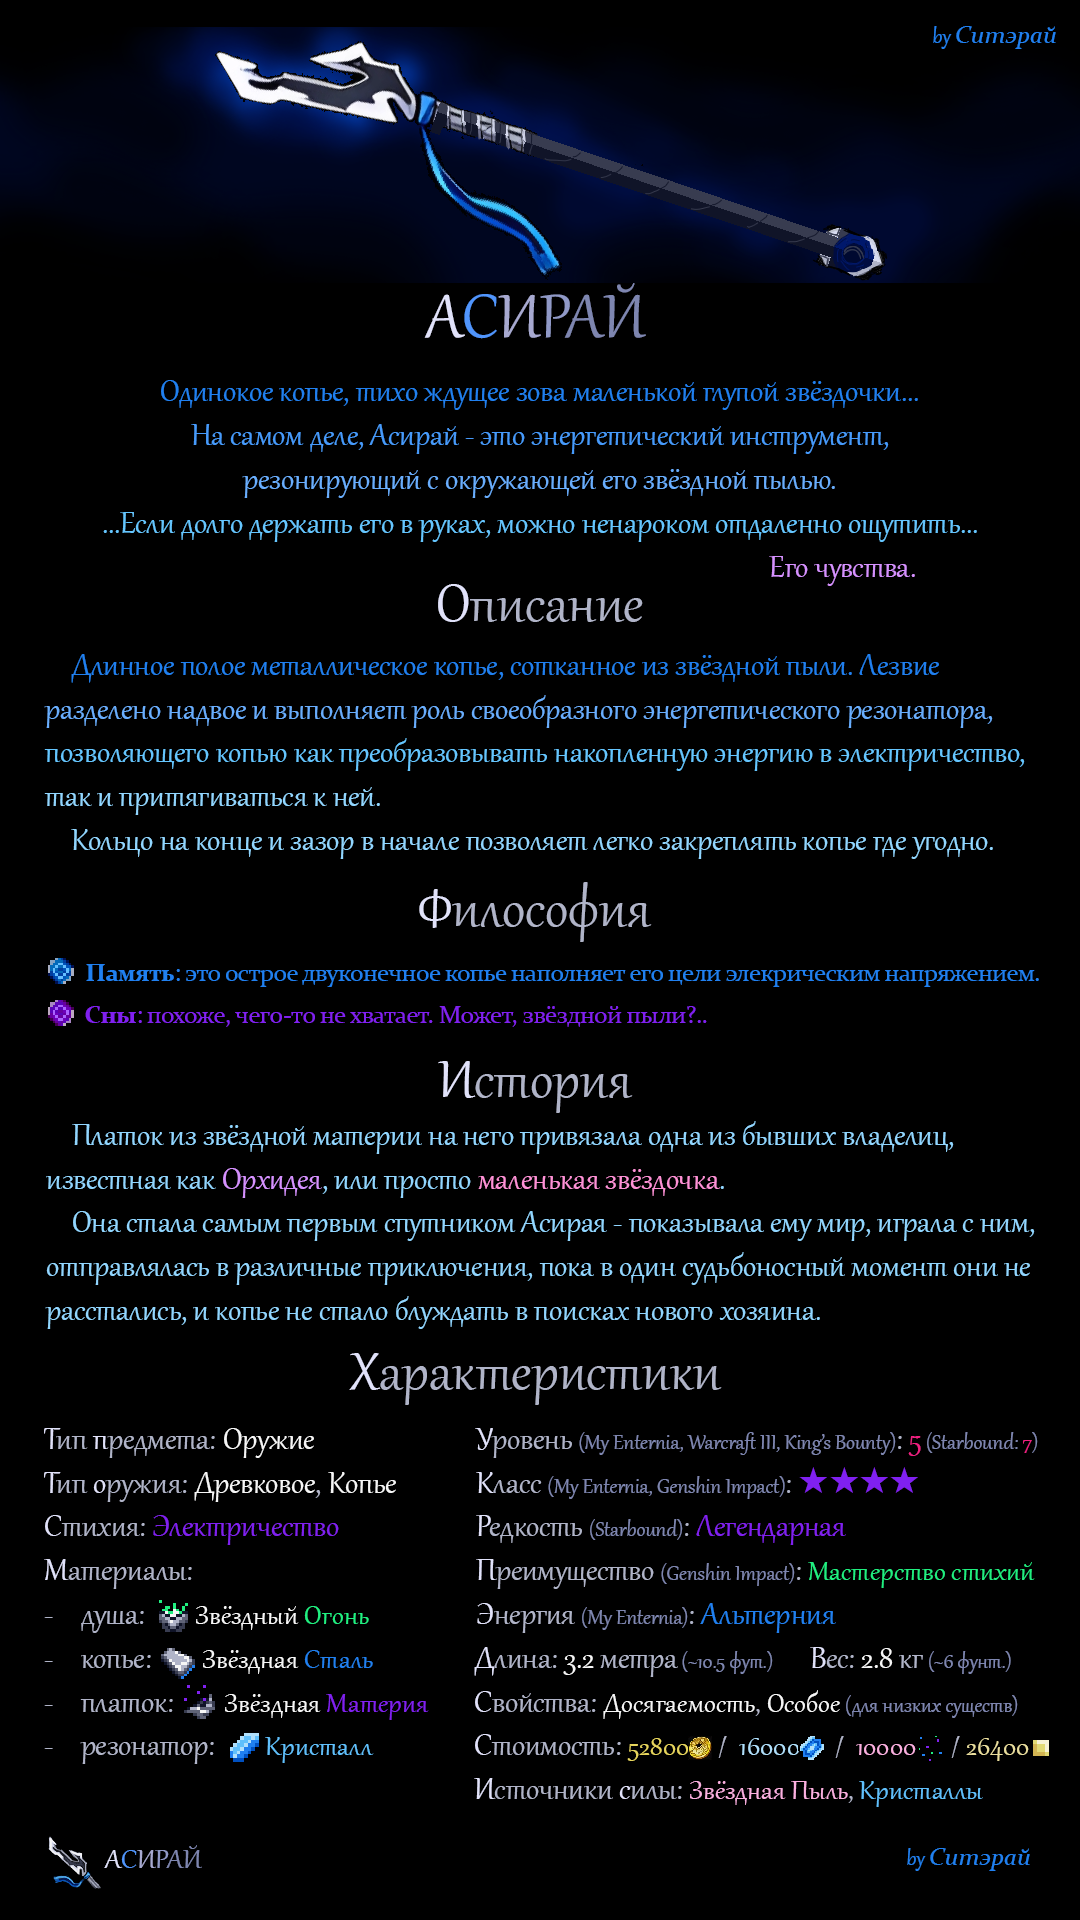 by Ситэрай
АСИРАЙ
Одинокое копье, тихо ждущее зова маленькой глупой звёздочки...
На самом деле, Асирай - это энергетический инструмент,
резонирующий с окружающей его звёздной пылью.
...Если долго держать его в руках, можно ненароком отдаленно ощутить...
Его чувства.
Описание
Длинное полое металлическое копье, сотканное из звёздной пыли. Лезвие
разделено надвое и выполняет роль своеобразного энергетического резонатора,
позволяющего копью как преобразовывать накопленную энергию в электричество,
так и притягиваться к ней.
Кольцо на конце и зазор в начале позволяет легко закреплять копье где угодно.
Философия
Память: это острое двуконечное копье наполняет его цели элекрическим напряжением.
Сны: похоже, чего-то не хватает. Может, звёздной пыли?..
История
Платок из звёздной материи на него привязала одна из бывших владелиц,
известная как Орхидея, или просто маленькая звёздочка.
Она стала самым первым спутником Асирая - показывала ему мир, играла с ним,
отправлялась в различные приключения, пока в один судьбоносный момент они не
расстались, и копье не стало блуждать в поисках нового хозяина.
Характеристики
Тип предмета: Оружие
Тип оружия: Древковое, Копье
Стихия: Электричество
Материалы:
- душа: Звёздный Огонь
- копье: Звёздная Сталь
- платок: Звёздная Материя
- резонатор: Кристалл
Уровень (My Enternia, Warcraft III, King's Bounty): 5 (Starbound: 7)
Класс (My Enternia, Genshin Impact): ★★★★
Редкость (Starbound): Легендарная
Преимущество (Genshin Impact): Мастерство стихий
Энергия (My Enternia): Альтерния
Длина: 3.2 метра (~10.5 фут.) Вес: 2.8 кг (~6 фунт.)
Свойства: Досягаемость, Особое (для низких существ)
Стоимость: 52800 / 16000 / 10000 / 26400
Источники силы: Звёздная Пыль, Кристаллы
АСИРАЙ
by Ситэрай